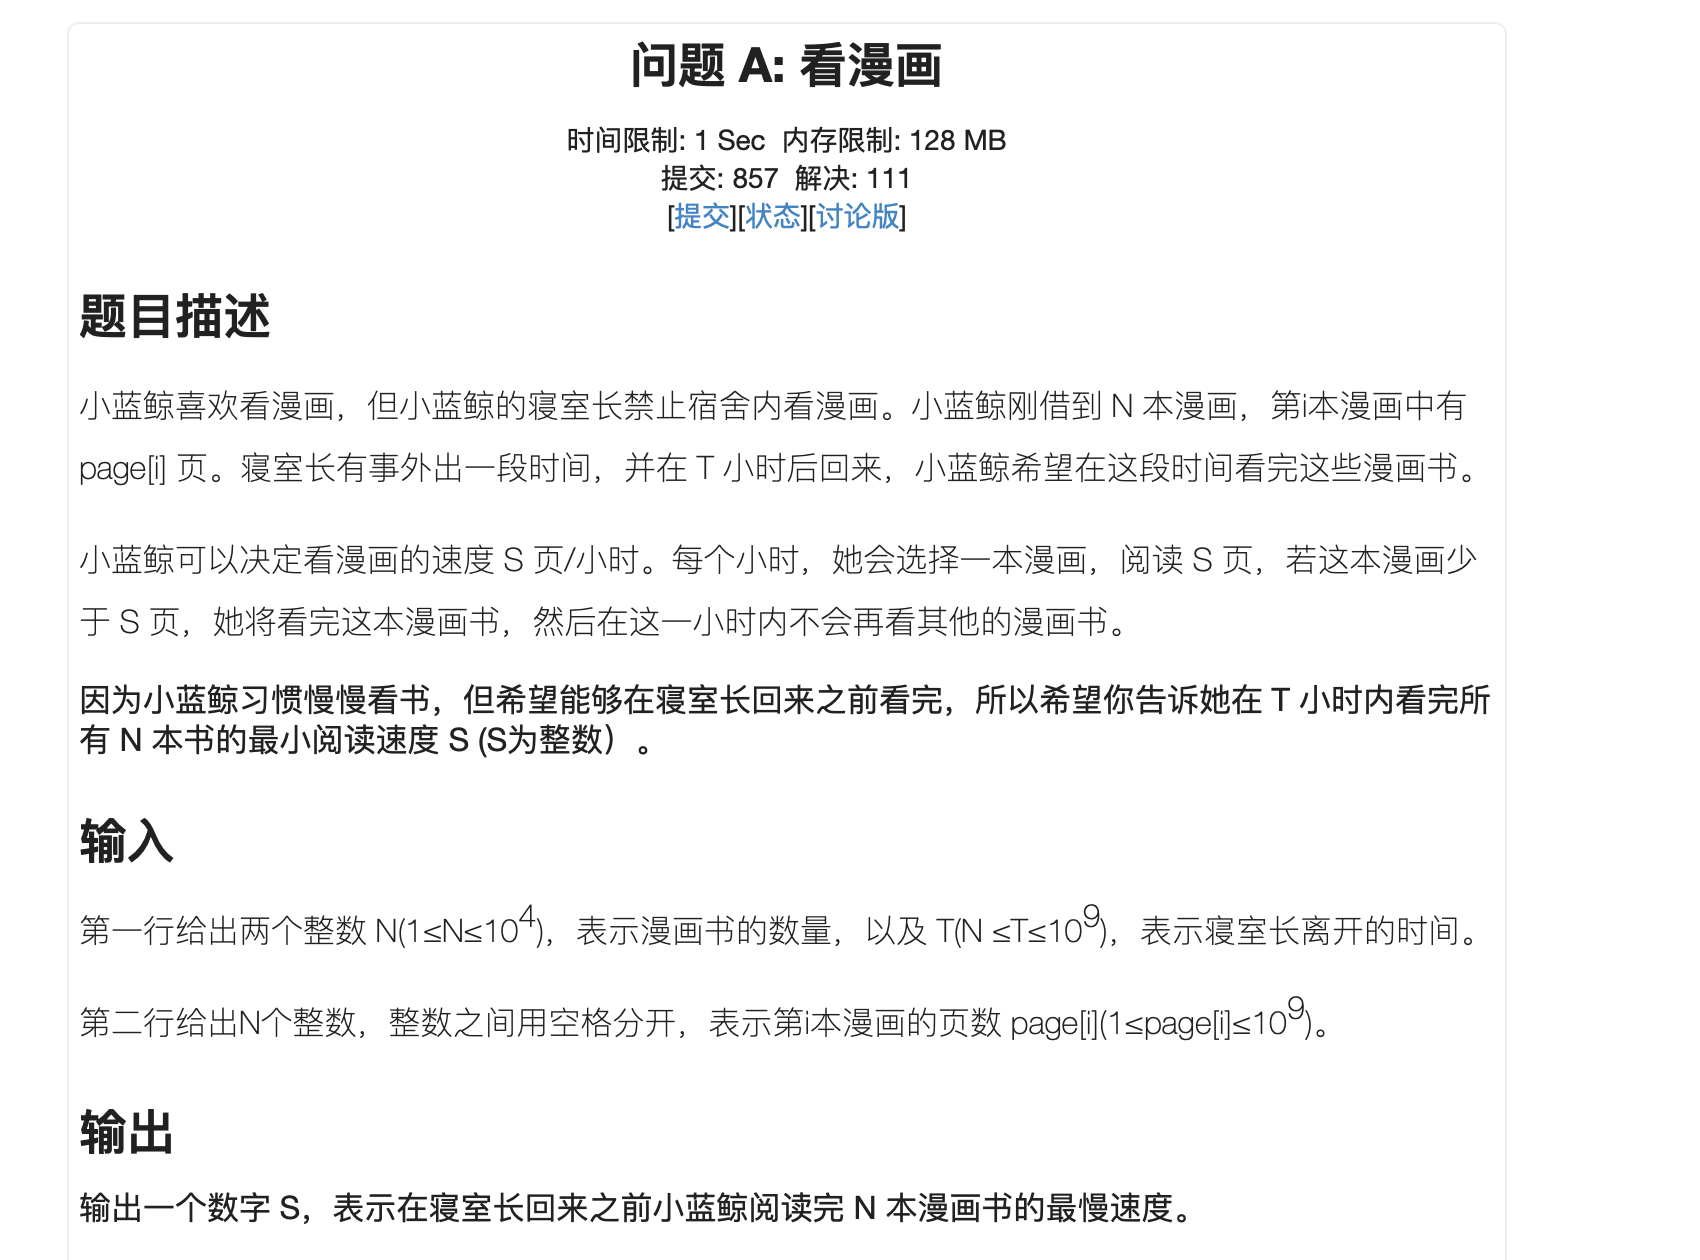 问题 A: 看漫画
时间限制: 1 Sec 内存限制: 128 MB
提交: 857 解决: 111
[提交][状态][讨论版]
题目描述
小蓝鲸喜欢看漫画，但小蓝鲸的寝室长禁止宿舍内看漫画。小蓝鲸刚借到 N 本漫画，第i本漫画中有
page[i] 页。寝室长有事外出一段时间，并在 T 小时后回来，小蓝鲸希望在这段时间看完这些漫画书。
小蓝鲸可以决定看漫画的速度 S 页/小时。每个小时，她会选择一本漫画，阅读 S 页，若这本漫画少
于 S 页，她将看完这本漫画书，然后在这一小时内不会再看其他的漫画书。
因为小蓝鲸习惯慢慢看书，但希望能够在寝室长回来之前看完，所以希望你告诉她在 T 小时内看完所
有 N 本书的最小阅读速度 S (S为整数）。
输入
第一行给出两个整数 N(1≤N≤10^4)，表示漫画书的数量，以及 T(N ≤T≤10^9)，表示寝室长离开的时间。
第二行给出N个整数，整数之间用空格分开，表示第i本漫画的页数 page[i](1≤page[i]≤10^9)。
输出
输出一个数字 S，表示在寝室长回来之前小蓝鲸阅读完 N 本漫画书的最慢速度。